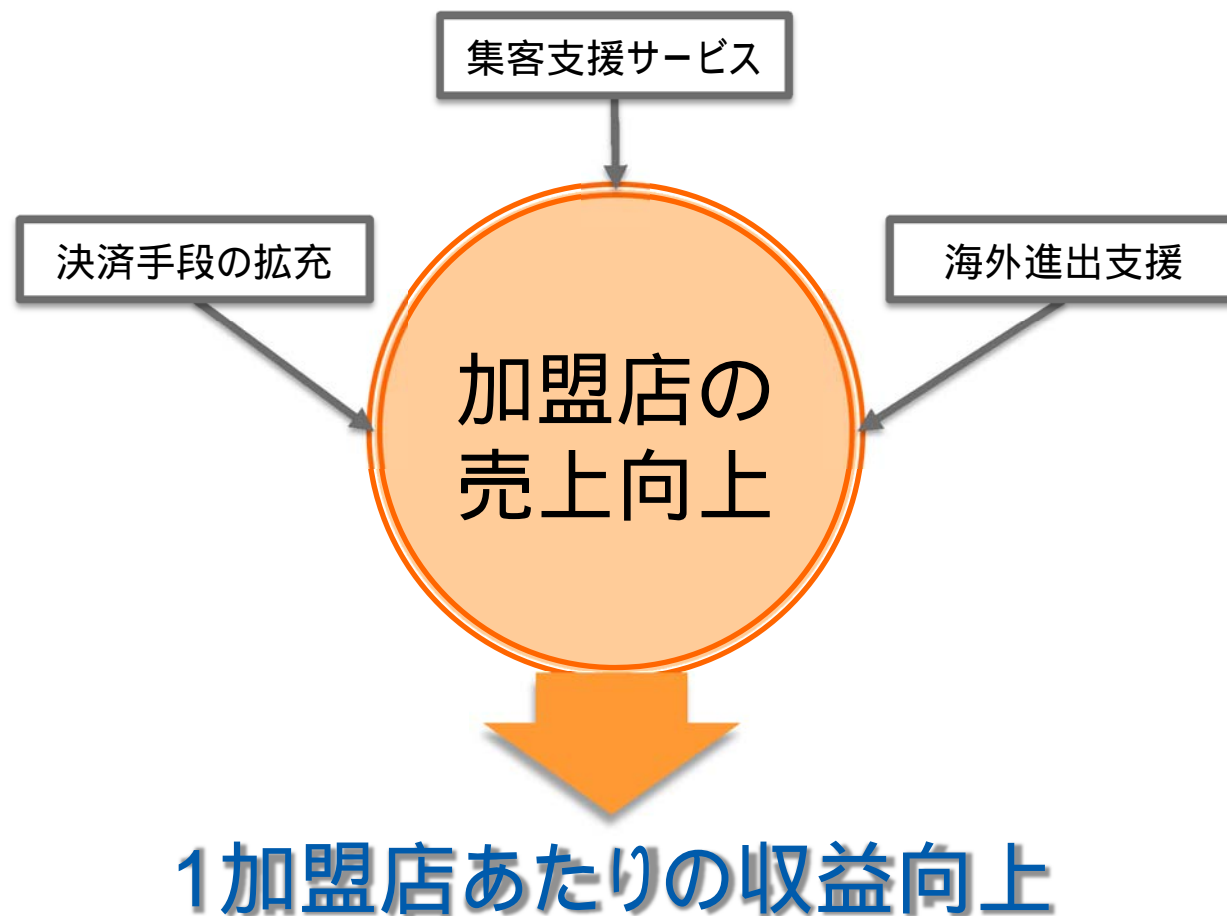 集客支援サービス
決済手段の拡充
海外進出支援
加盟店の
売上向上
1加盟店あたりの収益向上